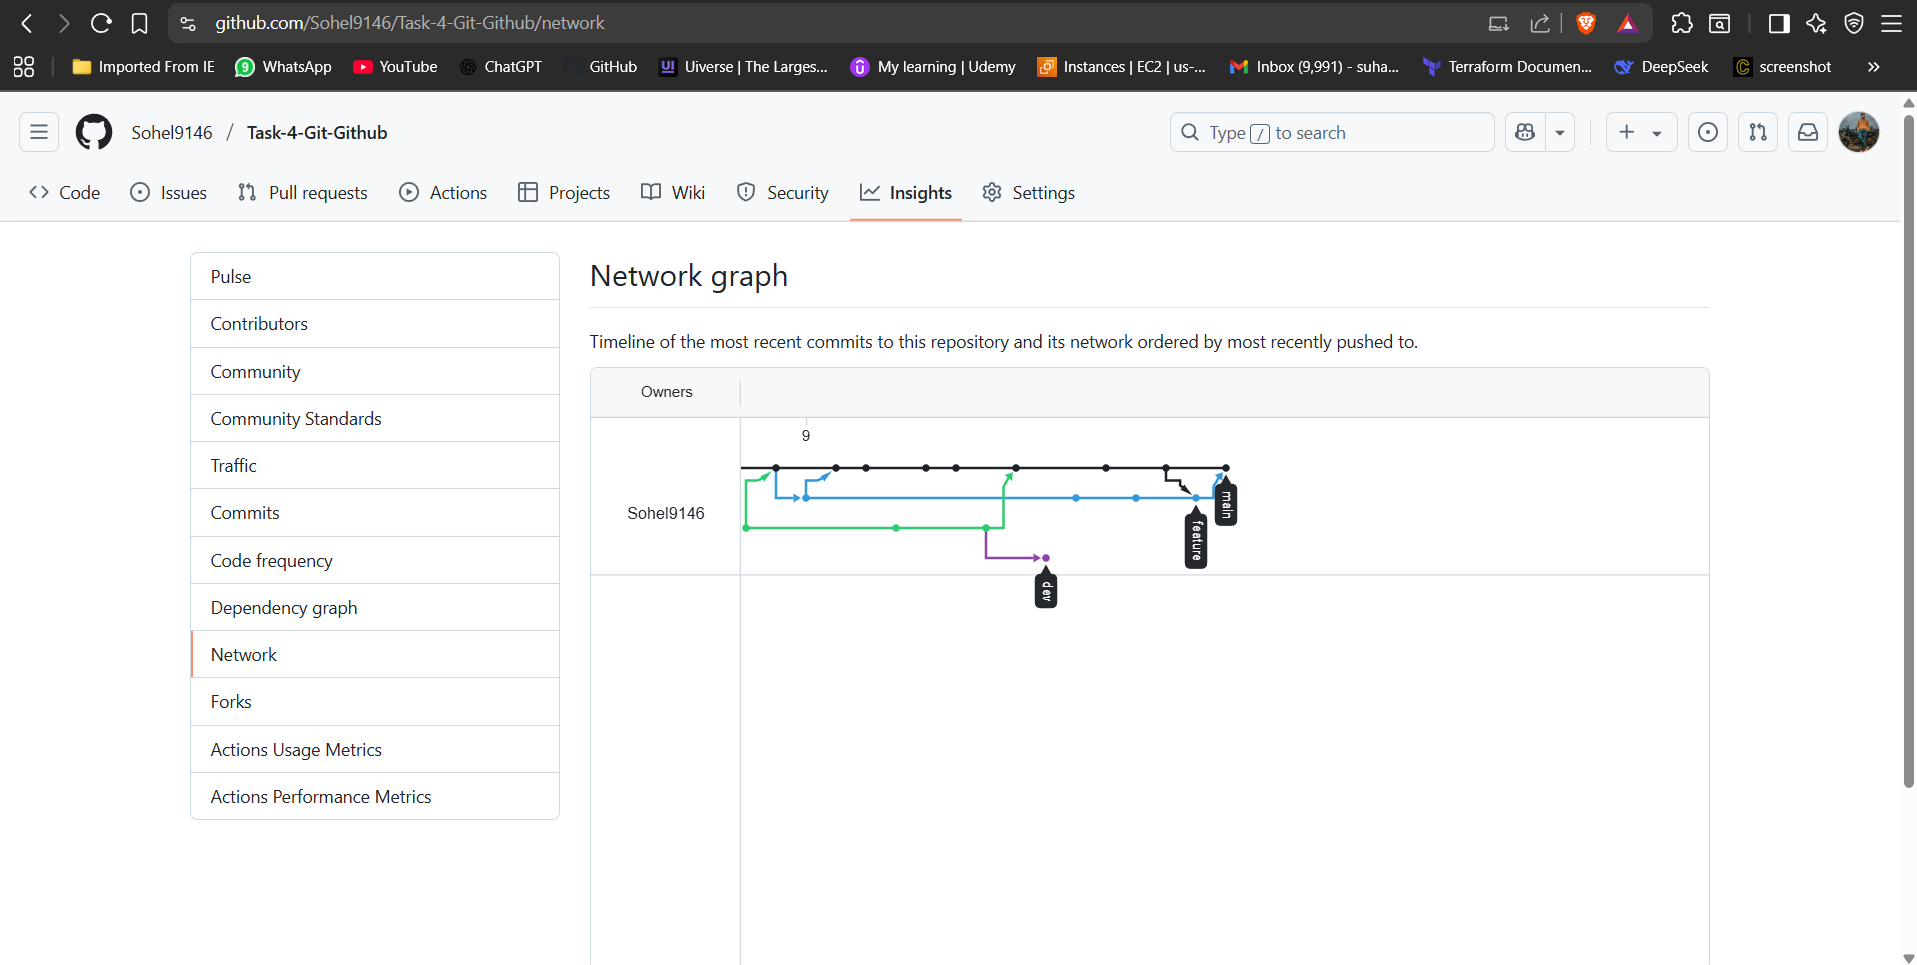 github.com/Sohel9146/Task-4-Git-Github/network
Imported From IE
9
WhatsApp
YouTube
ChatGPT
GitHub
UI
Uiverse | The Larges...
My learning | Udemy
Instances | EC2 | us-...
Inbox (9,991) - suha...
Terraform Documen...
DeepSeek
screenshot
Sohel9146 / Task-4-Git-Github
Type / to search
Code
Issues
Pull requests
Actions
Projects
Wiki
Security
Insights
Settings
Pulse
Contributors
Community
Community Standards
Traffic
Commits
Code frequency
Dependency graph
Network
Forks
Actions Usage Metrics
Actions Performance Metrics
Network graph
Timeline of the most recent commits to this repository and its network ordered by most recently pushed to.
Owners
9
Sohel9146
main
feature
dev